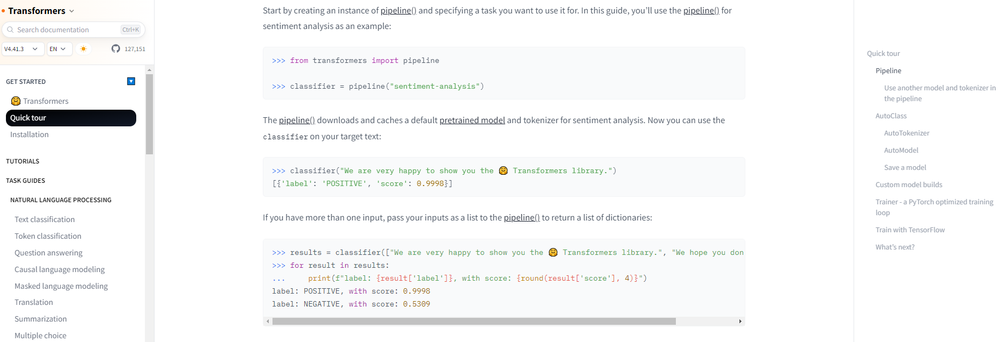 Transformers
Search documentation Ctrl+K
V4.41.3 EN 127,151
GET STARTED
🤗 Transformers
Quick tour
Installation
TUTORIALS
TASK GUIDES
NATURAL LANGUAGE PROCESSING
Text classification
Token classification
Question answering
Causal language modeling
Masked language modeling
Translation
Summarization
Multiple choice
Start by creating an instance of pipeline() and specifying a task you want to use it for. In this guide, you’ll use the pipeline() for
sentiment analysis as an example:
>>> from transformers import pipeline
>>> classifier = pipeline("sentiment-analysis")
The pipeline() downloads and caches a default pretrained model and tokenizer for sentiment analysis. Now you can use the
classifier on your target text:
>>> classifier("We are very happy to show you the 🤗 Transformers library.")
[{'label': 'POSITIVE', 'score': 0.9998}]
If you have more than one input, pass your inputs as a list to the pipeline() to return a list of dictionaries:
>>> results = classifier(["We are very happy to show you the 🤗 Transformers library.", "We hope you don
>>> for result in results:
...     print(f"label: {result['label']}, with score: {round(result['score'], 4)}")
label: POSITIVE, with score: 0.9998
label: NEGATIVE, with score: 0.5309
Quick tour
Pipeline
Use another model and tokenizer in
the pipeline
AutoClass
AutoTokenizer
AutoModel
Save a model
Custom model builds
Trainer - a PyTorch optimized training
loop
Train with TensorFlow
What’s next?